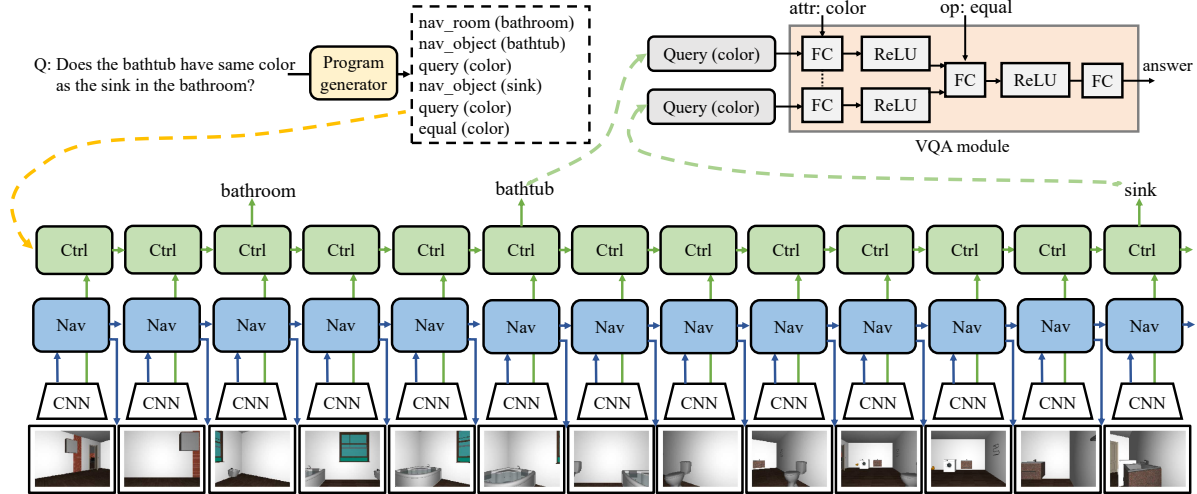 Q: Does the bathtub have same color
as the sink in the bathroom?
Program
generator
nav_room (bathroom)
nav_object (bathtub)
query (color)
nav_object (sink)
query (color)
equal (color)
attr: color
op: equal
Query (color)
FC
ReLU
FC
ReLU
FC
answer
Query (color)
FC
ReLU
VQA module
bathroom
bathtub
sink
Ctrl Ctrl Ctrl Ctrl Ctrl Ctrl Ctrl Ctrl Ctrl Ctrl Ctrl Ctrl Ctrl
Nav Nav Nav Nav Nav Nav Nav Nav Nav Nav Nav Nav Nav
CNN CNN CNN CNN CNN CNN CNN CNN CNN CNN CNN CNN CNN